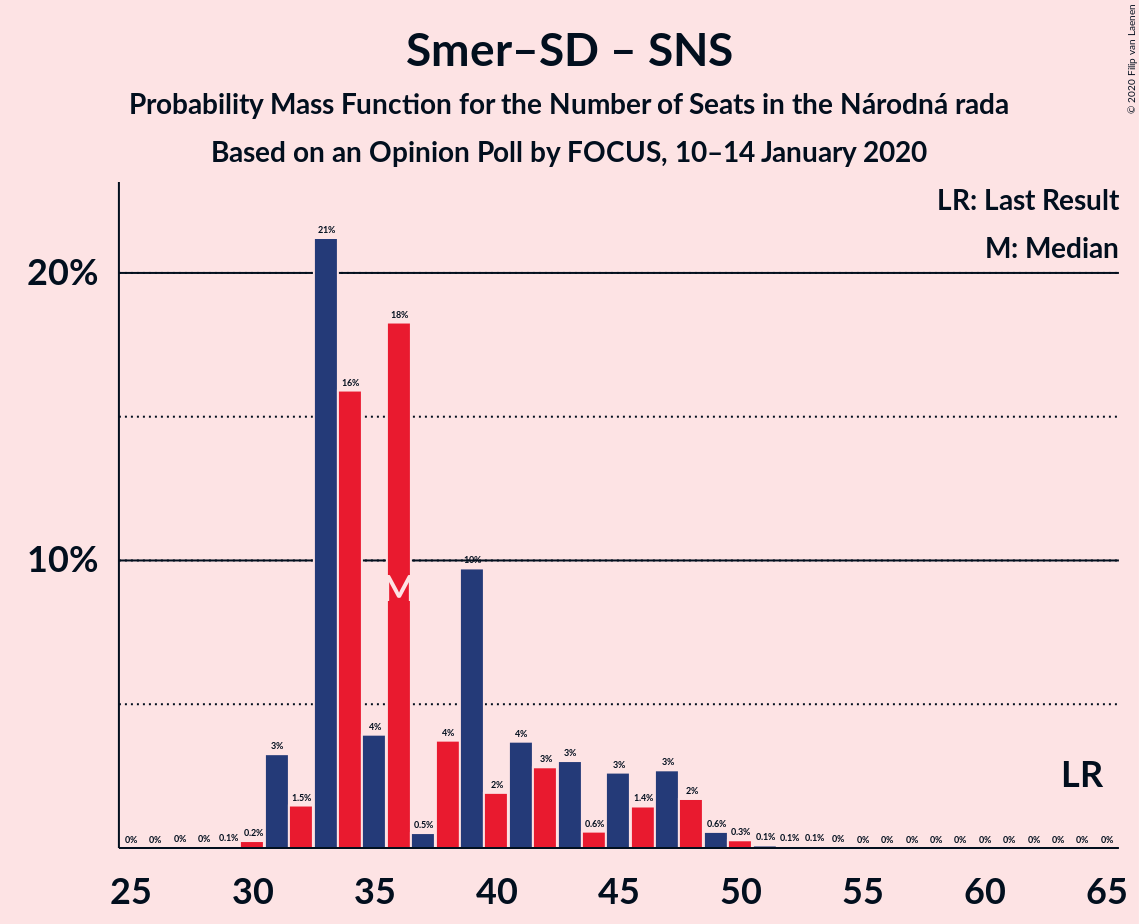 Smer–SD – SNS
Probability Mass Function for the Number of Seats in the Národná rada
Based on an Opinion Poll by FOCUS, 10–14 January 2020
© 2020 Filip van Laenen
LR: Last Result
M: Median
20%
10%
0% 0% 0% 0% 0.1% 0.2% 3% 1.5% 21% 16% 4% 18% 0.5% 4% 10% 2% 4% 3% 3% 0.6% 3% 1.4% 3% 2% 0.6% 0.3% 0.1% 0.1% 0.1% 0% 0% 0% 0% 0% 0% 0% 0% 0% 0% 0% 0%
M
LR
25 30 35 40 45 50 55 60 65